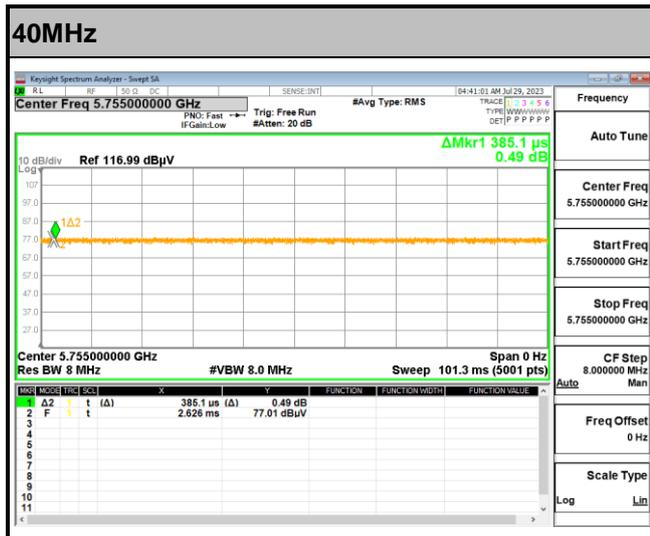 40MHz
Keysight Spectrum Analyzer - Swept SA
RL RF 50 Ω DC SENSE:INT 04:41:01 AM Jul 29, 2023
Center Freq 5.755000000 GHz #Avg Type: RMS TRACE 1 2 3 4 5 6
PNO: Fast Trig: Free Run TYPE WWWWWW
IFGain:Low #Atten: 20 dB DET P P P P P P
ΔMkr1 385.1 µs
0.49 dB
10 dB/div Ref 116.99 dBµV
Log
107
97.0
87.0
1Δ2
77.0
67.0
57.0
47.0
37.0
27.0
Center 5.755000000 GHz Span 0 Hz
Res BW 8 MHz #VBW 8.0 MHz Sweep 101.3 ms (5001 pts)
MKR MODE TRC SCL X Y FUNCTION FUNCTION WIDTH FUNCTION VALUE
1 Δ2 1 t (Δ) 385.1 µs (Δ) 0.49 dB
2 F 1 t 2.626 ms 77.01 dBµV
3
4
5
6
7
8
9
10
11
Frequency
Auto Tune
Center Freq
5.755000000 GHz
Start Freq
5.755000000 GHz
Stop Freq
5.755000000 GHz
CF Step
8.000000 MHz
Auto Man
Freq Offset
0 Hz
Scale Type
Log Lin